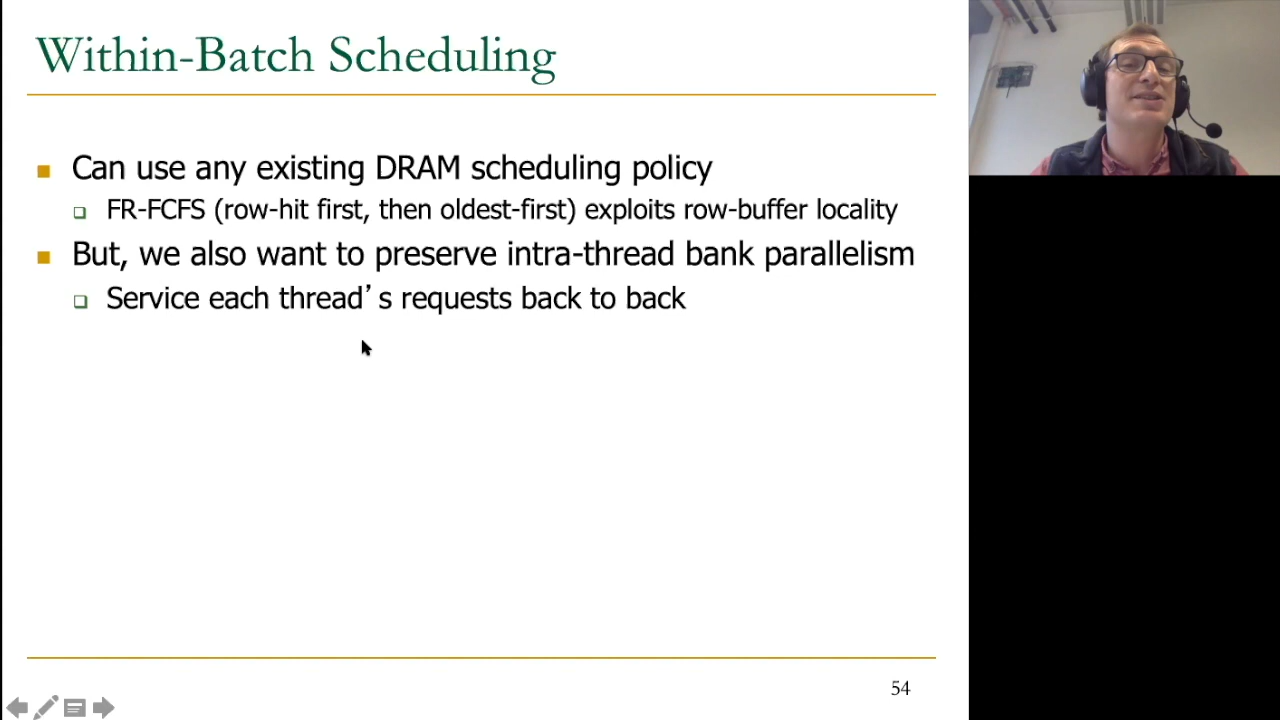 Within-Batch Scheduling
Can use any existing DRAM scheduling policy
FR-FCFS (row-hit first, then oldest-first) exploits row-buffer locality
But, we also want to preserve intra-thread bank parallelism
Service each thread’s requests back to back
54